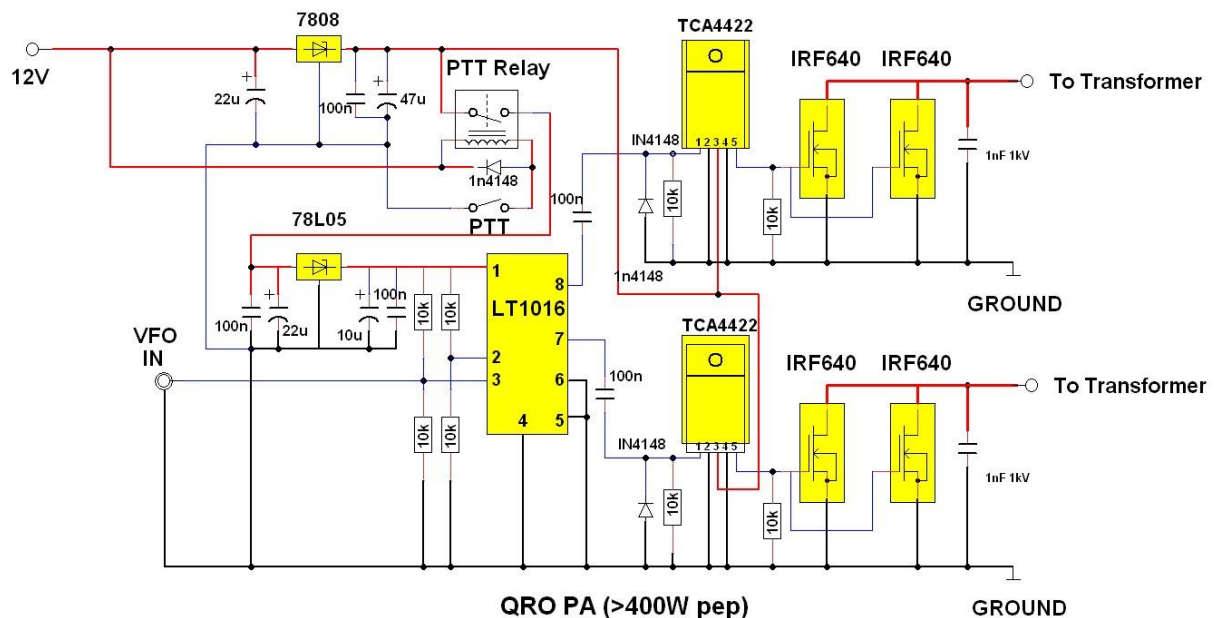 7808
TCA4422
IRF640 IRF640
12V
PTT Relay
To Transformer
+
22u
100n
+
47u
1nF 1kV
IN4148
1 2 3 4 5
1n4148
100n
10k
10k
PTT
78L05
1n4148
GROUND
1
8
LT1016
TCA4422
+
100n
22u
+
10u
100n
10k
10k
VFO
IN
2
7
3
6
5
4
100n
IRF640 IRF640
To Transformer
10k
10k
IN4148
1 2 3 4 5
1nF 1kV
10k
10k
QRO PA (>400W pep)
GROUND